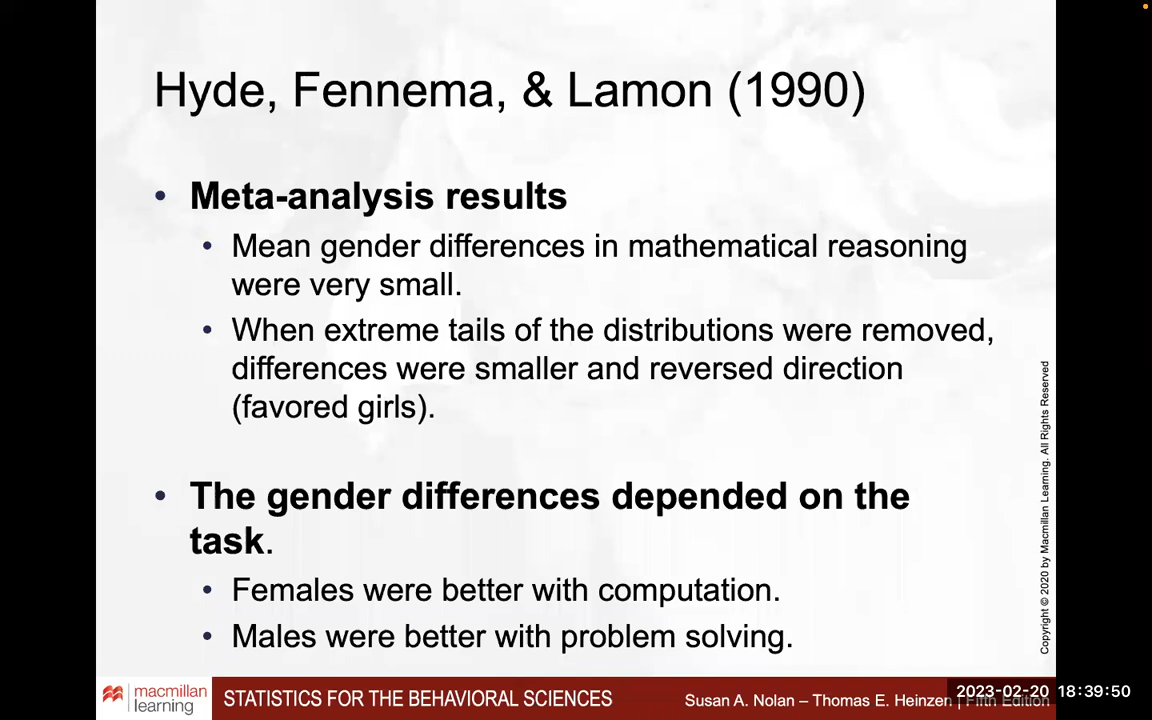 Hyde, Fennema, & Lamon (1990)
• Meta-analysis results
• Mean gender differences in mathematical reasoning
were very small.
• When extreme tails of the distributions were removed,
differences were smaller and reversed direction
(favored girls).
• The gender differences depended on the
task.
• Females were better with computation.
• Males were better with problem solving.
Copyright © 2020 by Macmillan Learning. All Rights Reserved
macmillan
learning
STATISTICS FOR THE BEHAVIORAL SCIENCES
Susan A. Nolan – Thomas E. Heinzen | Fifth Edition
2023-02-20 18:39:50